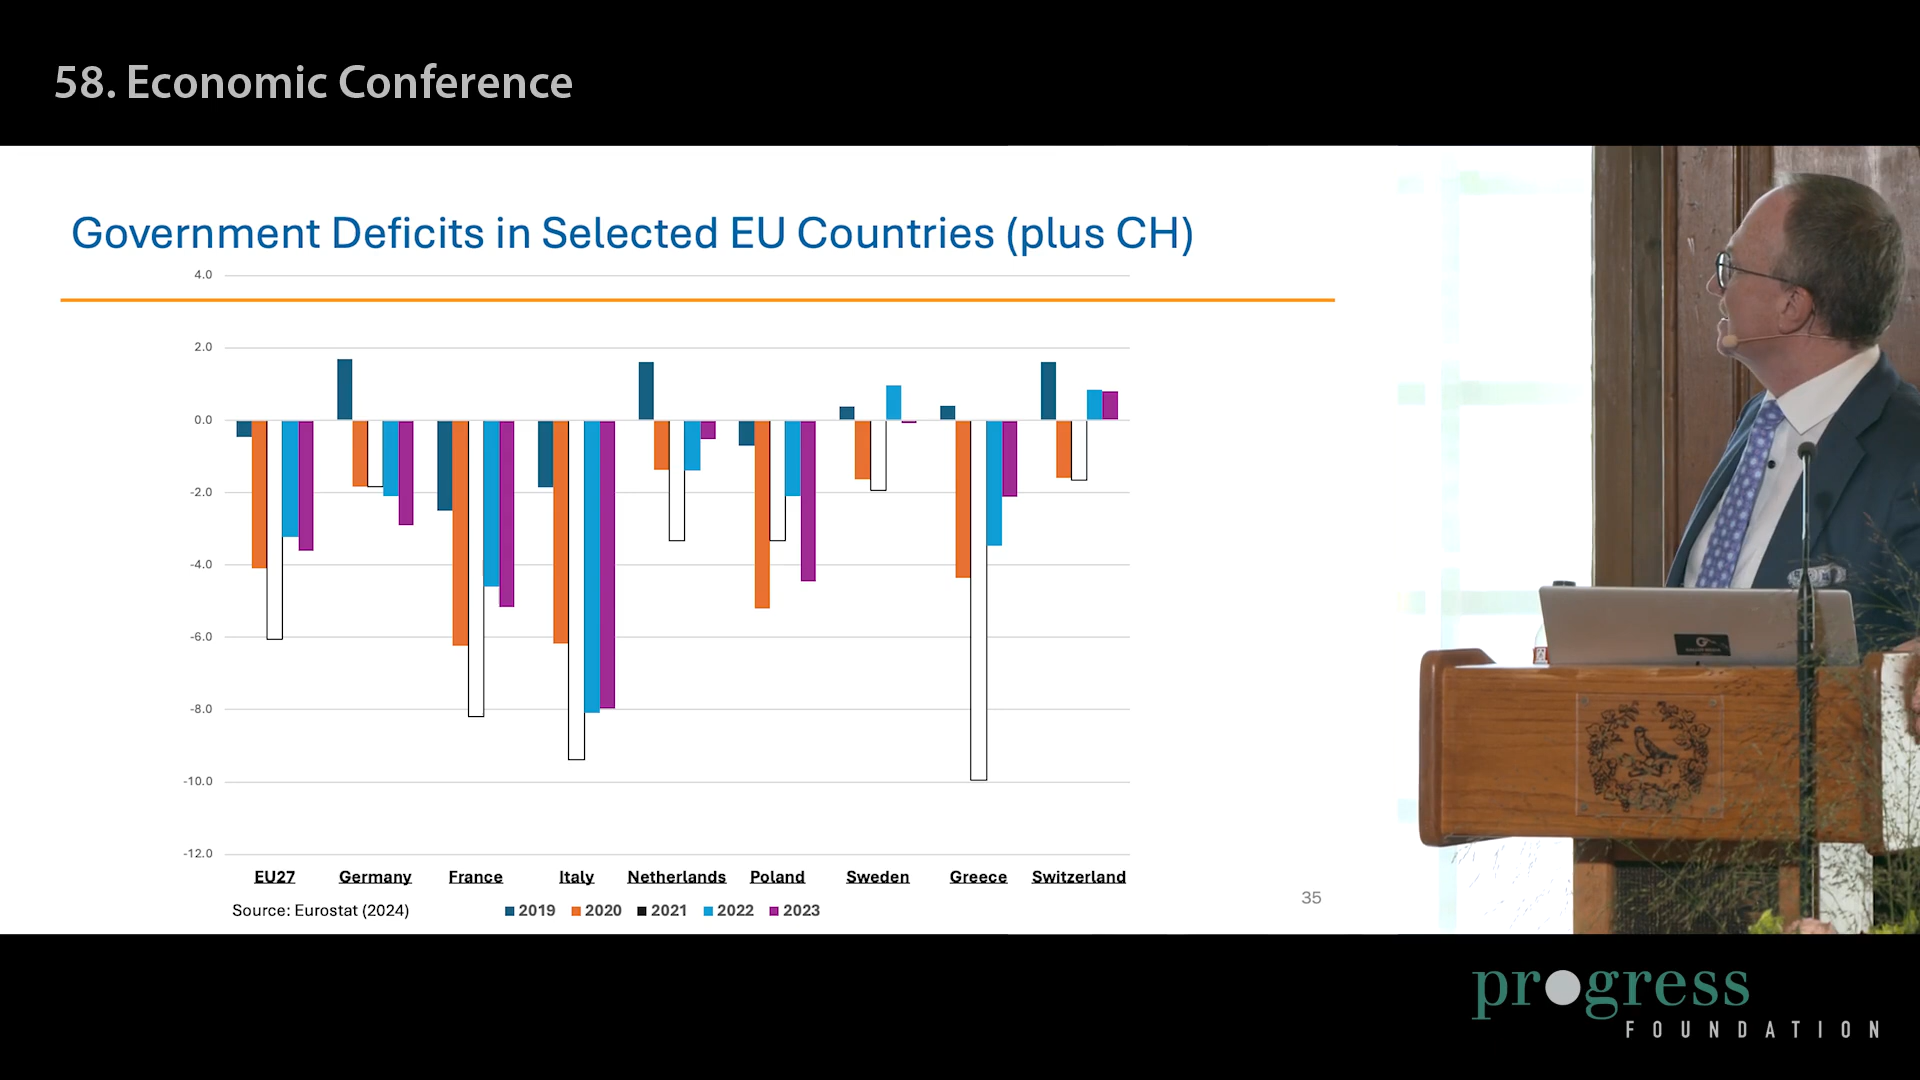 58. Economic Conference
Government Deficits in Selected EU Countries (plus CH)
4.0
2.0
0.0
-2.0
-4.0
-6.0
-8.0
-10.0
-12.0
EU27 Germany France Italy Netherlands Poland Sweden Greece Switzerland
Source: Eurostat (2024)
2019 2020 2021 2022 2023
35
progress
FOUNDATION